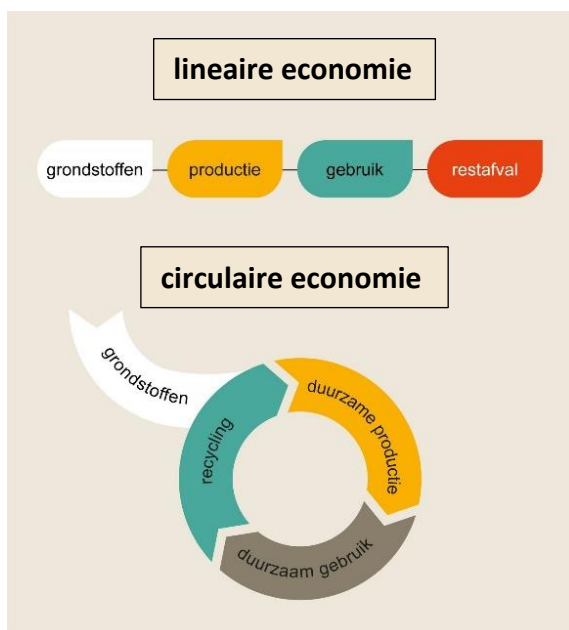 lineaire economie
grondstoffen productie gebruik restafval
circulaire economie
grondstoffen
duurzame productie
recycling
duurzaam gebruik